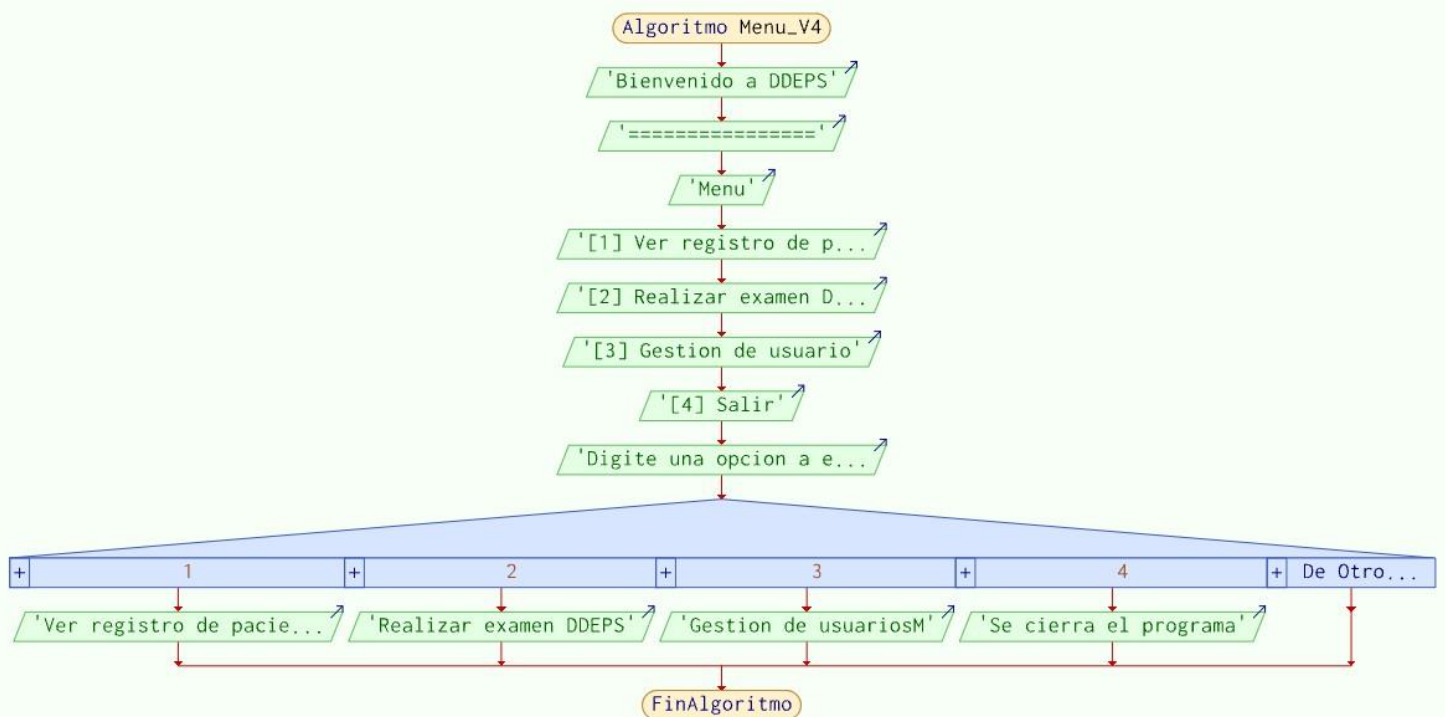 Algoritmo Menu_V4
'Bienvenido a DDEPS'
'================'
'Menu'
'[1] Ver registro de p...'
'[2] Realizar examen D...'
'[3] Gestion de usuario'
'[4] Salir'
'Digite una opcion a e...'
+ 1 + 2 + 3 + 4 + De Otro...
'Ver registro de pacie...' 'Realizar examen DDEPS' 'Gestion de usuariosM' 'Se cierra el programa'
FinAlgoritmo